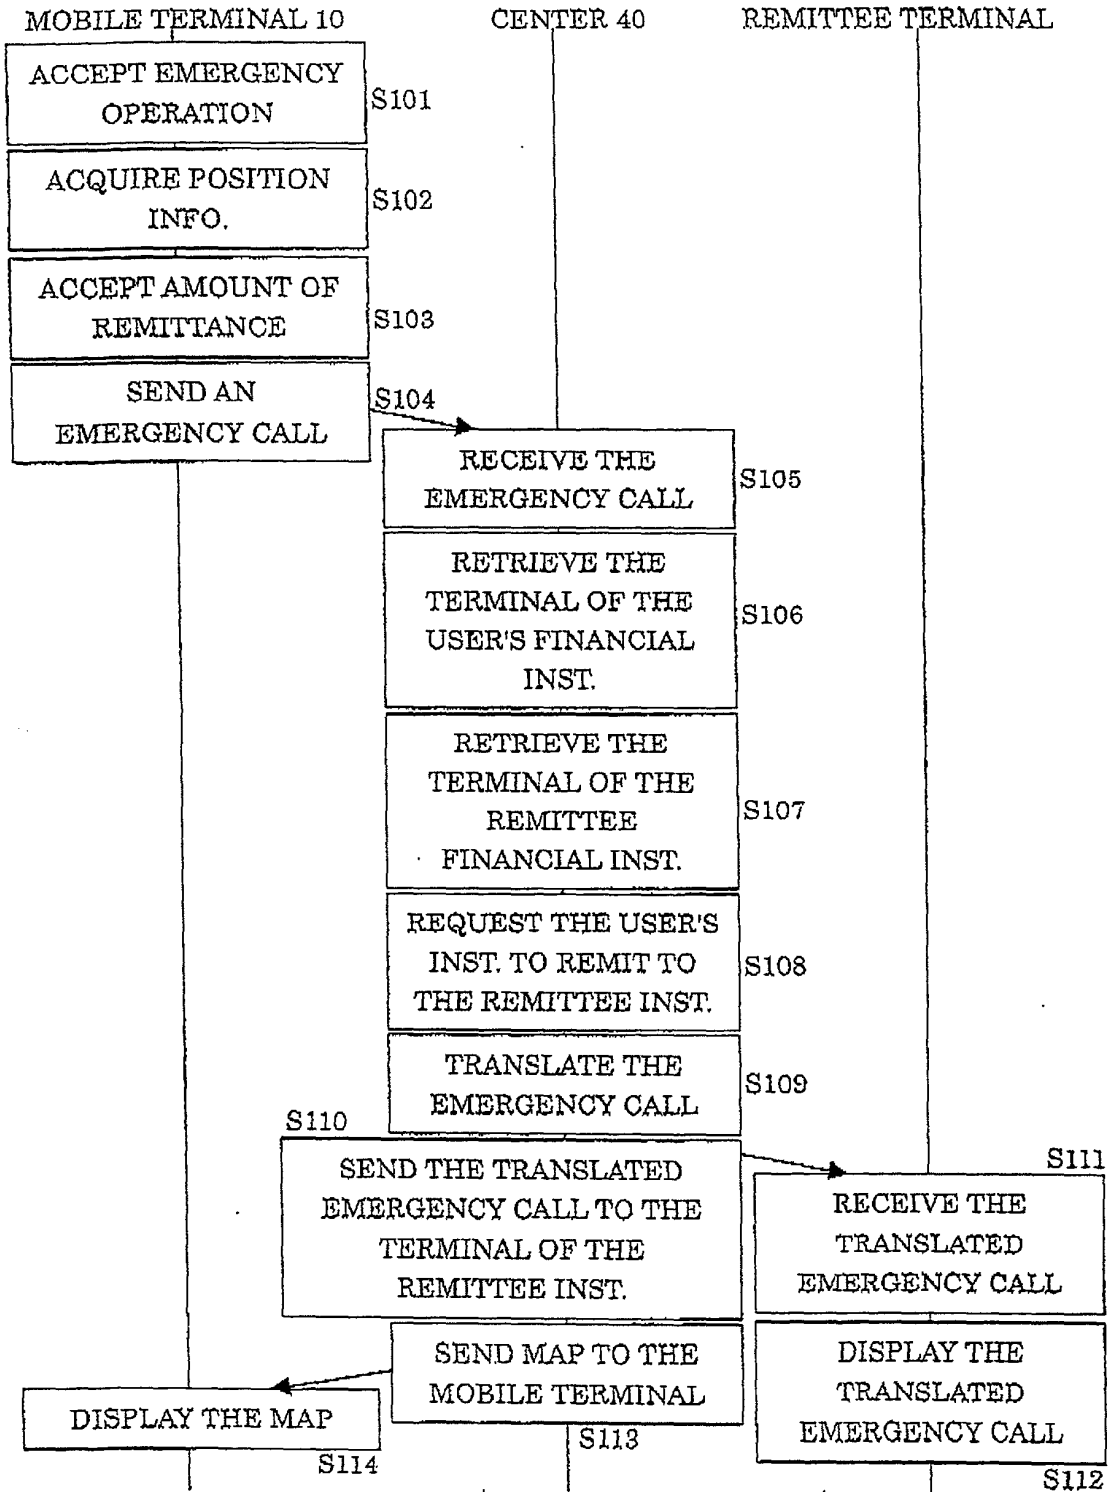 MOBILE TERMINAL 10
CENTER 40
REMITTEE TERMINAL
ACCEPT EMERGENCY
OPERATION
S101
ACQUIRE POSITION
INFO.
S102
ACCEPT AMOUNT OF
REMITTANCE
S103
SEND AN
EMERGENCY CALL
S104
RECEIVE THE
EMERGENCY CALL
S105
RETRIEVE THE
TERMINAL OF THE
USER'S FINANCIAL
INST.
S106
RETRIEVE THE
TERMINAL OF THE
REMITTEE
FINANCIAL INST.
S107
REQUEST THE USER'S
INST. TO REMIT TO
THE REMITTEE INST.
S108
TRANSLATE THE
EMERGENCY CALL
S109
S110
SEND THE TRANSLATED
EMERGENCY CALL TO THE
TERMINAL OF THE
REMITTEE INST.
S111
RECEIVE THE
TRANSLATED
EMERGENCY CALL
DISPLAY THE
TRANSLATED
EMERGENCY CALL
S112
SEND MAP TO THE
MOBILE TERMINAL
S113
DISPLAY THE MAP
S114